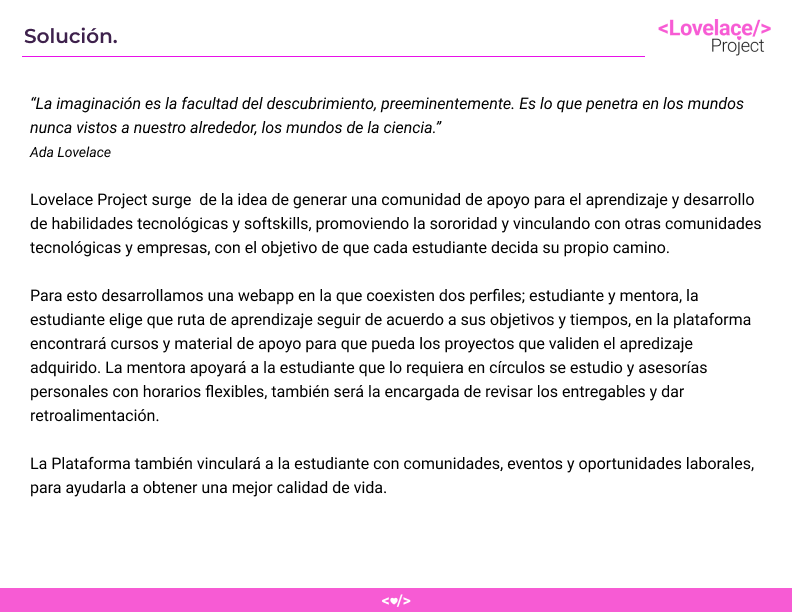 Solución.
<Lovelace/>
Project
“La imaginación es la facultad del descubrimiento, preeminentemente. Es lo que penetra en los mundos
nunca vistos a nuestro alrededor, los mundos de la ciencia.”
Ada Lovelace
Lovelace Project surge  de la idea de generar una comunidad de apoyo para el aprendizaje y desarrollo
de habilidades tecnológicas y softskills, promoviendo la sororidad y vinculando con otras comunidades
tecnológicas y empresas, con el objetivo de que cada estudiante decida su propio camino.
Para esto desarrollamos una webapp en la que coexisten dos perfiles; estudiante y mentora, la
estudiante elige que ruta de aprendizaje seguir de acuerdo a sus objetivos y tiempos, en la plataforma
encontrará cursos y material de apoyo para que pueda los proyectos que validen el apredizaje
adquirido. La mentora apoyará a la estudiante que lo requiera en círculos se estudio y asesorías
personales con horarios flexibles, también será la encargada de revisar los entregables y dar
retroalimentación.
La Plataforma también vinculará a la estudiante con comunidades, eventos y oportunidades laborales,
para ayudarla a obtener una mejor calidad de vida.
<♥/>